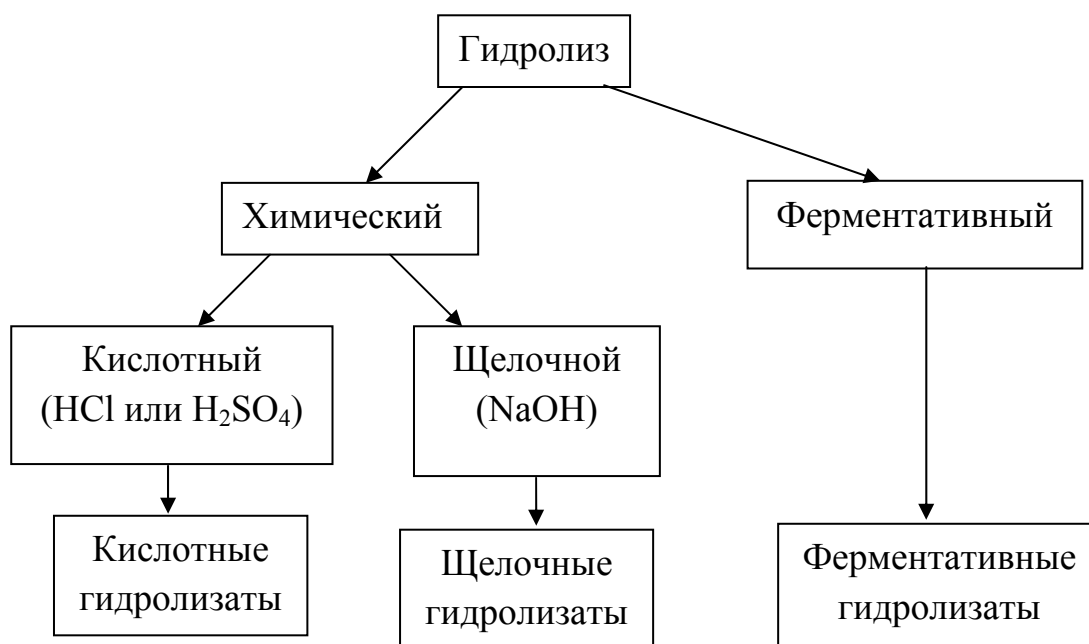 Гидролиз
Химический
Ферментативный
Кислотный
(HCl или H₂SO₄)
Щелочной
(NaOH)
Кислотные
гидролизаты
Щелочные
гидролизаты
Ферментативные
гидролизаты